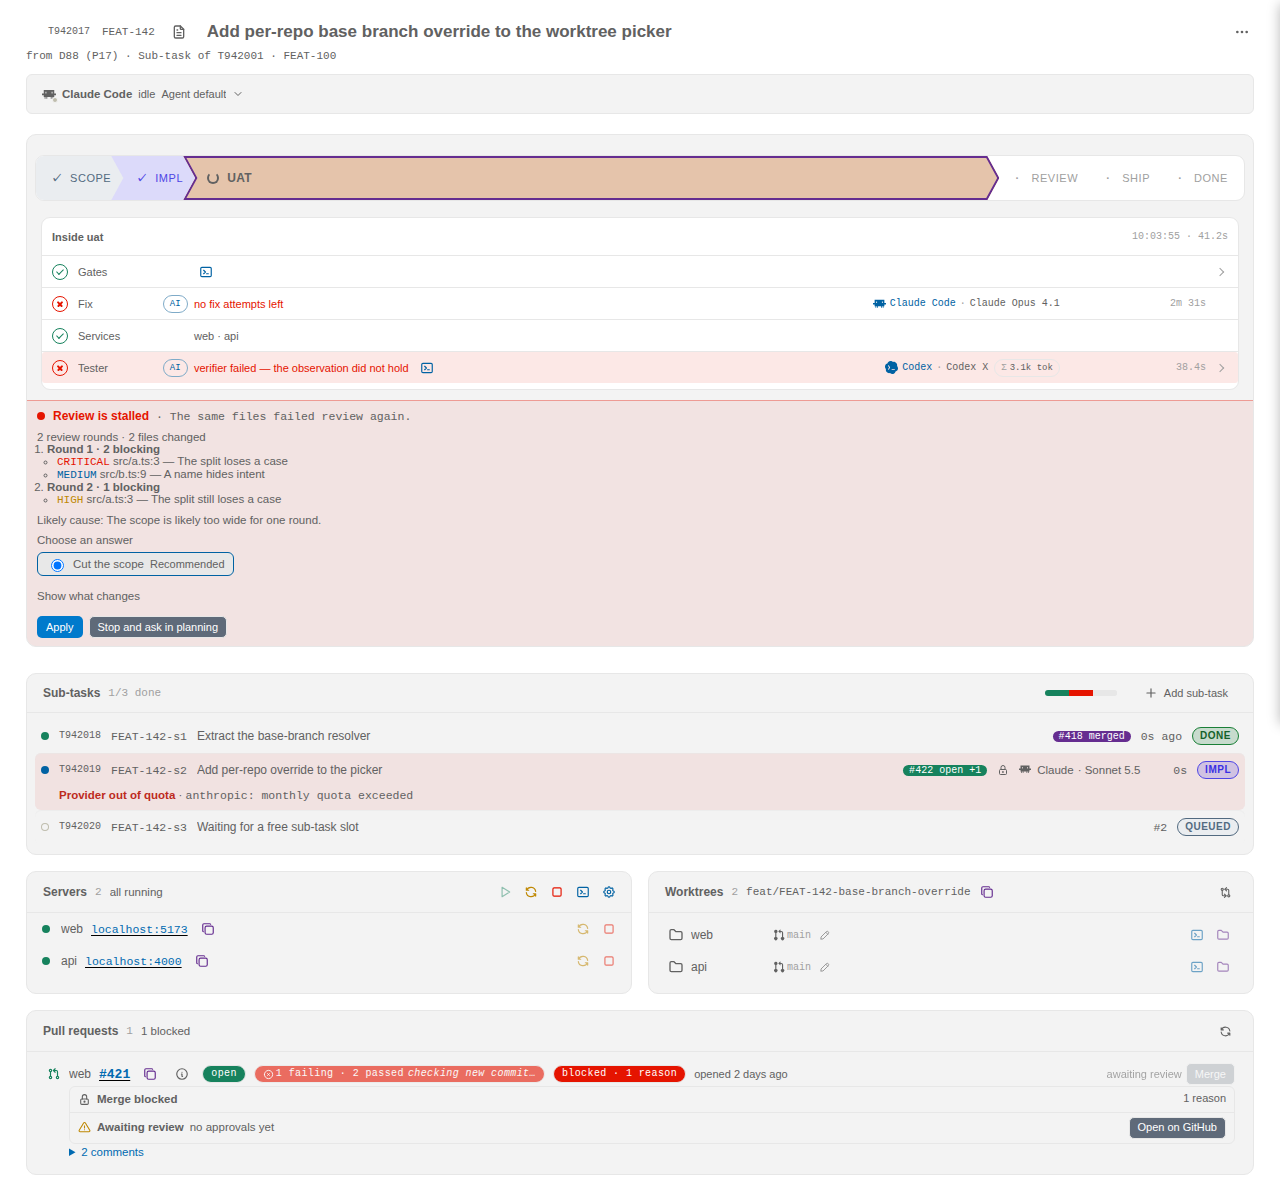 T942017 FEAT-142 Add per-repo base branch override to the worktree picker
from D88 (P17) · Sub-task of T942001 · FEAT-100
Claude Code idle Agent default
SCOPE IMPL UAT REVIEW SHIP DONE
Inside uat 10:03:55 · 41.2s
Gates
Fix AI no fix attempts left Claude Code · Claude Opus 4.1 2m 31s
Services web · api
Tester AI verifier failed — the observation did not hold Codex · Codex X Σ 3.1k tok 38.4s
Review is stalled · The same files failed review again.
2 review rounds · 2 files changed
1. Round 1 · 2 blocking
CRITICAL src/a.ts:3 — The split loses a case
MEDIUM src/b.ts:9 — A name hides intent
2. Round 2 · 1 blocking
HIGH src/a.ts:3 — The split still loses a case
Likely cause: The scope is likely too wide for one round.
Choose an answer
Cut the scope Recommended
Show what changes
Apply Stop and ask in planning
Sub-tasks 1/3 done Add sub-task
T942018 FEAT-142-s1 Extract the base-branch resolver #418 merged 0s ago DONE
T942019 FEAT-142-s2 Add per-repo override to the picker #422 open +1 Claude · Sonnet 5.5 0s IMPL
Provider out of quota · anthropic: monthly quota exceeded
T942020 FEAT-142-s3 Waiting for a free sub-task slot #2 QUEUED
Servers 2 all running
web localhost:5173
api localhost:4000
Worktrees 2 feat/FEAT-142-base-branch-override
web main
api main
Pull requests 1 1 blocked
web #421 open 1 failing · 2 passed checking new commit… blocked · 1 reason opened 2 days ago awaiting review Merge
Merge blocked 1 reason
Awaiting review no approvals yet Open on GitHub
2 comments